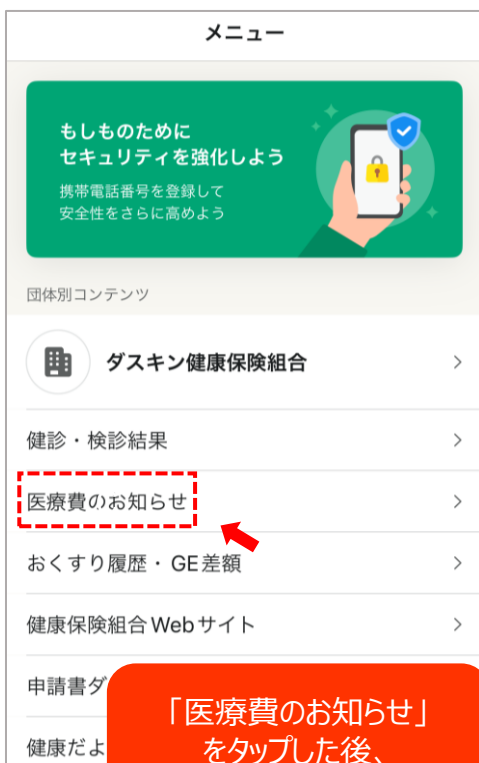 メニュー
もしものために
セキュリティを強化しよう
携帯電話番号を登録して
安全性をさらに高めよう
団体別コンテンツ
ダスキン健康保険組合
健診・検診結果
医療費のお知らせ
おくすり履歴・GE差額
健康保険組合Webサイト
申請書ダ
健康だよ
「医療費のお知らせ」
をタップした後、